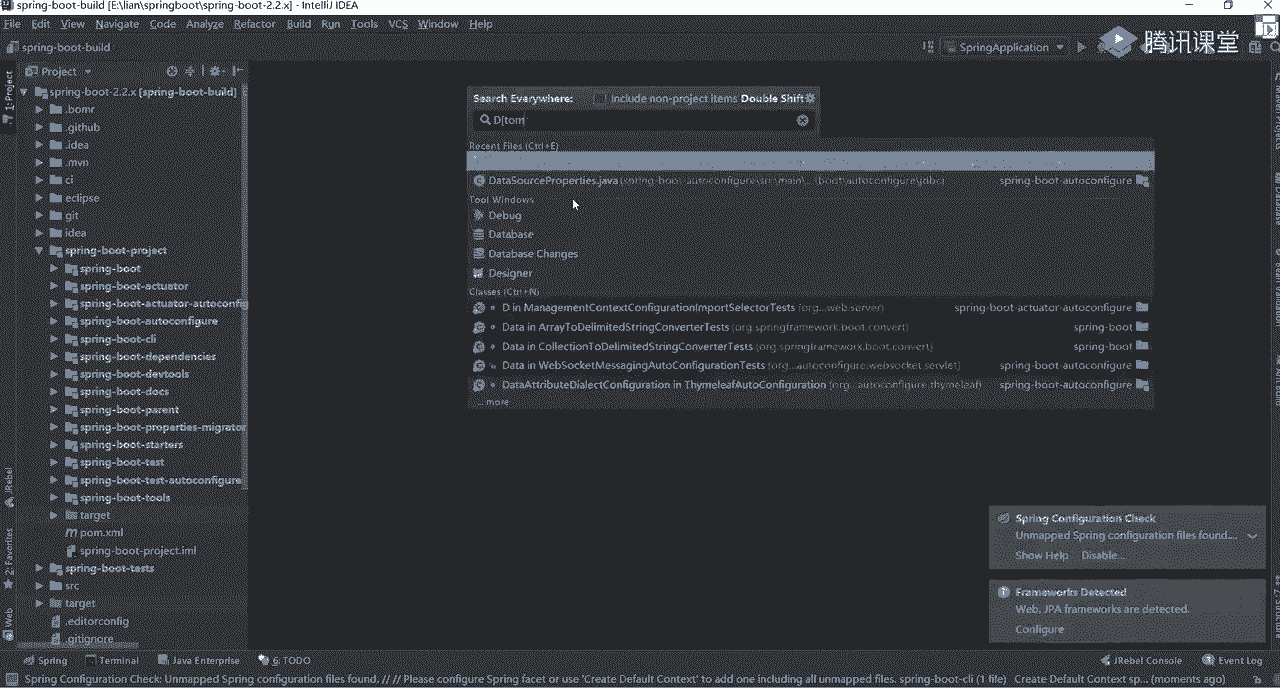 spring-boot-build [E:\lian\springboot\spring-boot-2.2.x] - IntelliJ IDEA
File Edit View Navigate Code Analyze Refactor Build Run Tools VCS Window Help
spring-boot-build
SpringApplication
腾讯课堂
Project
1: Project
spring-boot-2.2.x [spring-boot-build]
.bomr
.github
.idea
.mvn
ci
eclipse
git
idea
spring-boot-project
spring-boot
spring-boot-actuator
spring-boot-actuator-autoconfig
spring-boot-autoconfigure
spring-boot-cli
spring-boot-dependencies
spring-boot-devtools
spring-boot-docs
spring-boot-parent
spring-boot-properties-migrator
spring-boot-starters
spring-boot-test
spring-boot-test-autoconfigure
spring-boot-tools
target
pom.xml
spring-boot-project.iml
spring-boot-tests
src
target
.editorconfig
.gitignore
JRebel
2: Favorites
Web
Search Everywhere: Include non-project items Double Shift
D[tom
Recent Files (Ctrl+E)
DataSourceProperties.java (spring-boot-autoconfigure\src\main\... \boot\autoconfigure\jdbc) spring-boot-autoconfigure
Tool Windows
Debug
Database
Database Changes
Designer
Classes (Ctrl+N)
D in ManagementContextConfigurationImportSelectorTests (org...web.server) spring-boot-actuator-autoconfigure
Data in ArrayToDelimitedStringConverterTests (org.springframework.boot.convert) spring-boot
Data in CollectionToDelimitedStringConverterTests (org.springframework.boot.convert) spring-boot
Data in WebSocketMessagingAutoConfigurationTests (org...autoconfigure.websocket.servlet) spring-boot-autoconfigure
DataAttributeDialectConfiguration in ThymeleafAutoConfiguration (org...autoconfigure.thymeleaf) spring-boot-autoconfigure
... more
Spring Configuration Check
Unmapped Spring configuration files found....
Show Help Disable...
Frameworks Detected
Web, JPA frameworks are detected.
Configure
Spring Terminal Java Enterprise 6: TODO JRebel Console Event Log
Spring Configuration Check: Unmapped Spring configuration files found. // // Please configure Spring facet or use 'Create Default Context' to add one including all unmapped files. spring-boot-cli (1 file) Create Default Context sp... (moments ago)